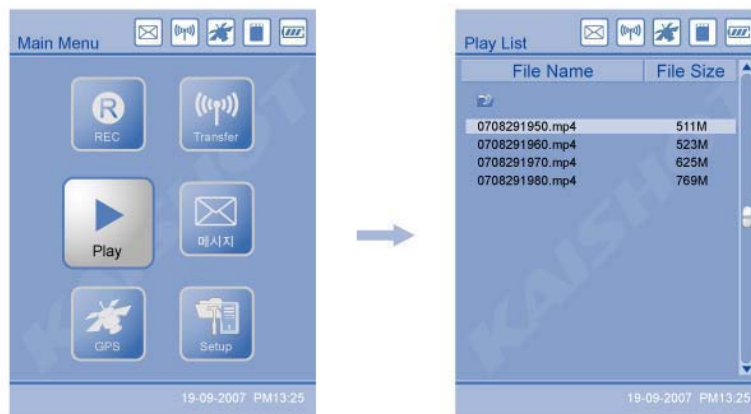 Main Menu
R
REC
Transfer
Play
메시지
GPS
Setup
19-09-2007 PM13:25
KAISHOT
Play List
File Name File Size
0708291950.mp4 511M
0708291960.mp4 523M
0708291970.mp4 625M
0708291980.mp4 769M
19-09-2007 PM13:25
KAISHOT